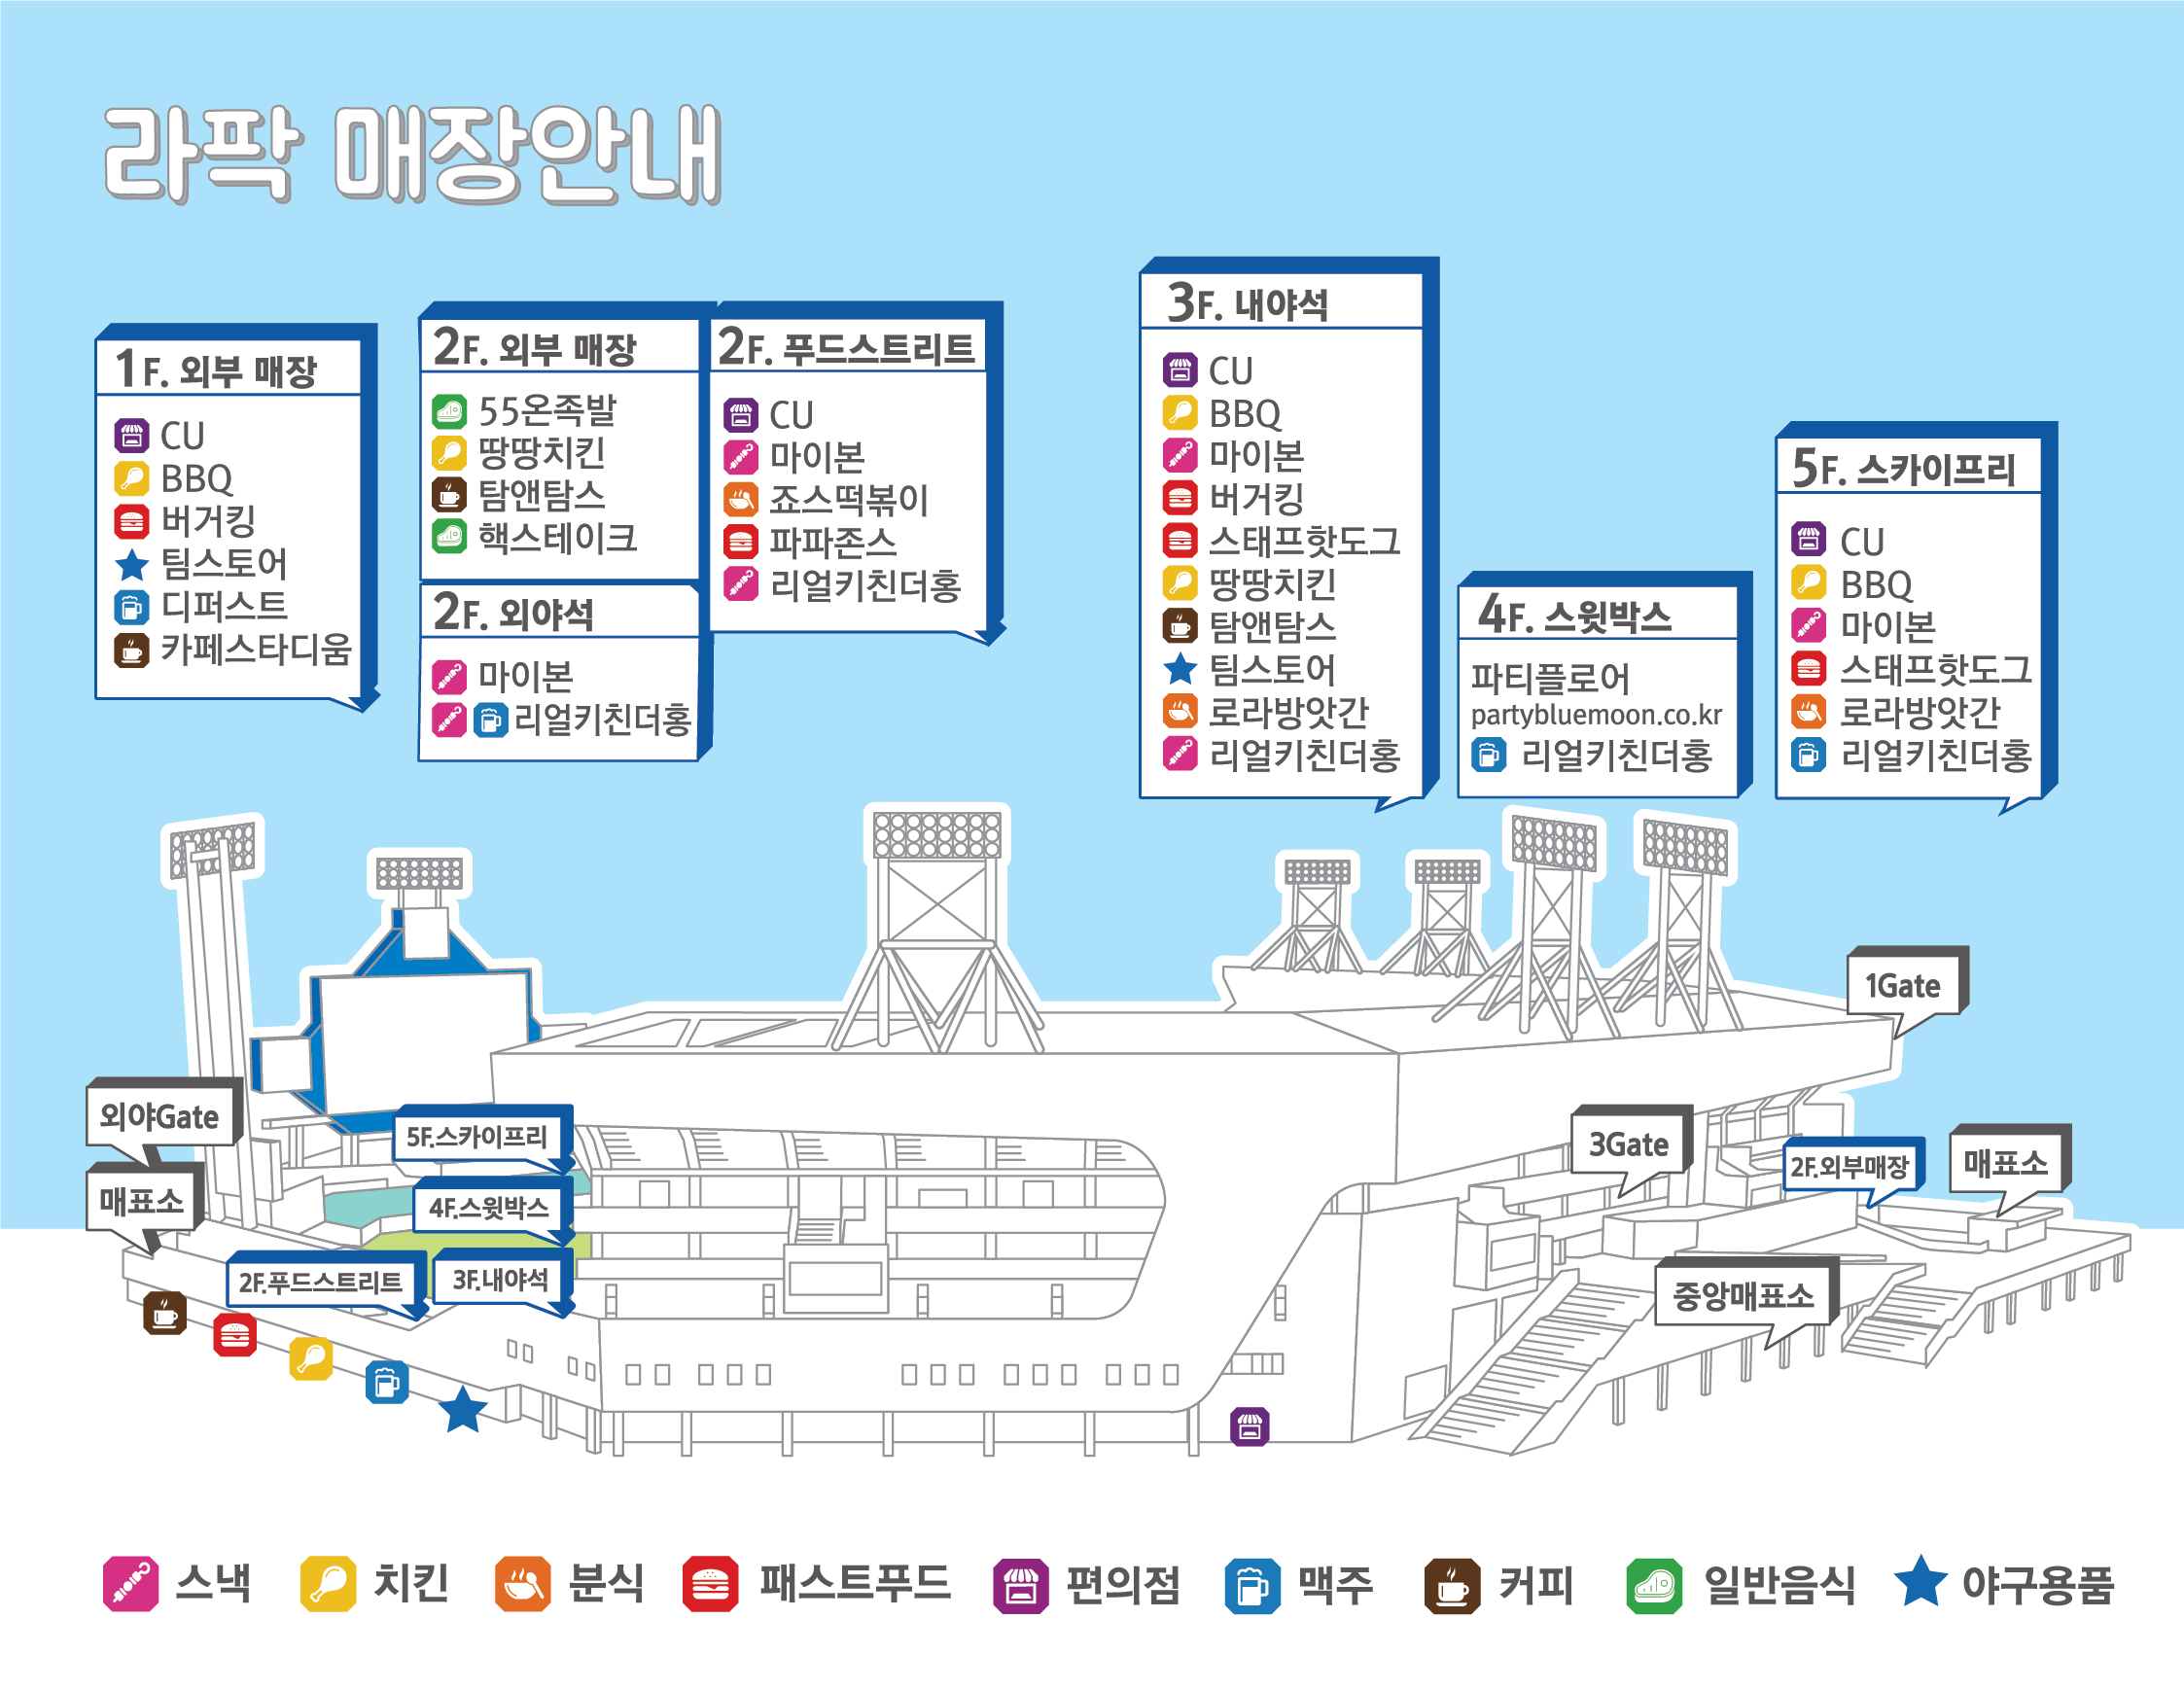 라팍 매장안내
1F. 외부 매장
CU
BBQ
버거킹
팀스토어
디퍼스트
카페스타디움
2F. 외부 매장
55온족발
땅땅치킨
탐앤탐스
핵스테이크
2F. 외야석
마이본
리얼키친더홍
2F. 푸드스트리트
CU
마이본
죠스떡볶이
파파존스
리얼키친더홍
3F. 내야석
CU
BBQ
마이본
버거킹
스태프핫도그
땅땅치킨
탐앤탐스
팀스토어
로라방앗간
리얼키친더홍
4F. 스윗박스
파티플로어
partybluemoon.co.kr
리얼키친더홍
5F. 스카이프리
CU
BBQ
마이본
스태프핫도그
로라방앗간
리얼키친더홍
1Gate
외야Gate
매표소
5F.스카이프리
4F.스윗박스
2F.푸드스트리트
3F.내야석
3Gate
2F.외부매장
매표소
중앙매표소
스낵
치킨
분식
패스트푸드
편의점
맥주
커피
일반음식
야구용품